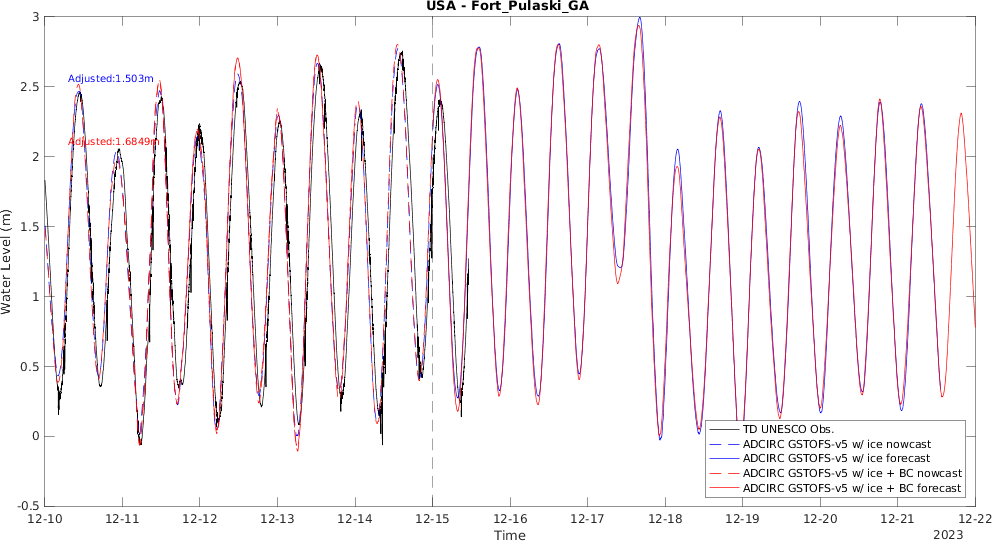 USA - Fort_Pulaski_GA
3
2.5
2
1.5
1
0.5
0
-0.5
Water Level (m)
Adjusted:1.503m
Adjusted:1.6849m
TD UNESCO Obs.
ADCIRC GSTOFS-v5 w/ ice nowcast
ADCIRC GSTOFS-v5 w/ ice forecast
ADCIRC GSTOFS-v5 w/ ice + BC nowcast
ADCIRC GSTOFS-v5 w/ ice + BC forecast
12-10 12-11 12-12 12-13 12-14 12-15 12-16 12-17 12-18 12-19 12-20 12-21 12-22
Time
2023